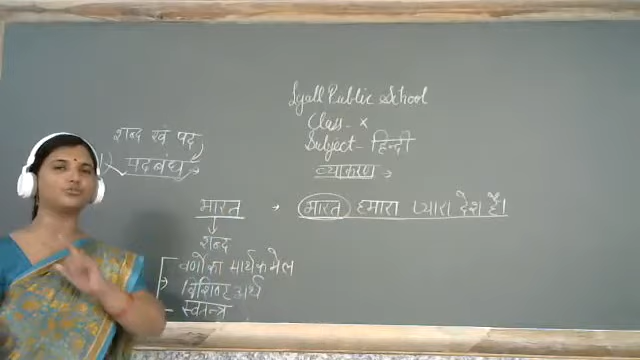 Lyall Public School
Class - X
Subject - हिन्दी
व्याकरण →
शब्द एवं पद
पदबंध
भारत → भारत हमारा प्यारा देश है।
शब्द
वर्णों का सार्थक मेल
विशिष्ट अर्थ
स्वतन्त्र